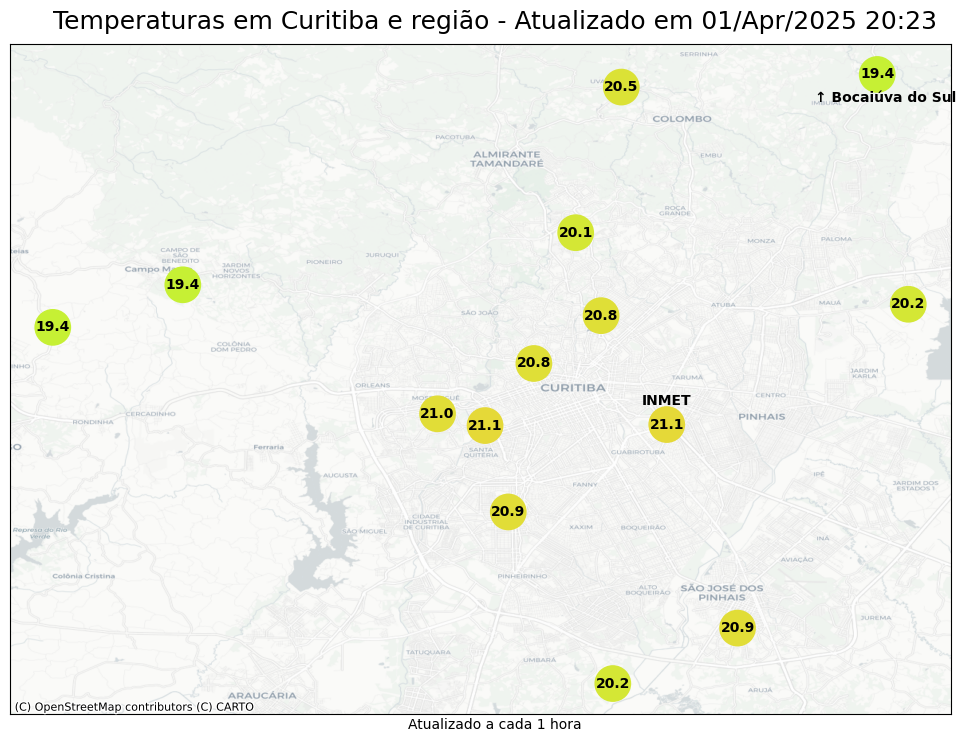 Temperaturas em Curitiba e região - Atualizado em 01/Apr/2025 20:23
SERRINHA
19.4
20.5
↑ Bocaiúva do Sul
COLOMBO
PACOTUBA
ALMIRANTE
TAMANDARÉ
EMBU
ROÇA
GRANDE
20.1
MONZA
PALOMA
CAMPO DE
SÃO
BENEDITO
JURUQUI
PIONEIRO
JARDIM
NOVOS
HORIZONTES
19.4
20.2
MAUÁ
ATUBA
SÃO JOÃO
20.8
19.4
COLÔNIA
DOM PEDRO
20.8
JARDIM
KARLA
TARUMÃ
ORLEANS
CURITIBA
CENTRO
INMET
21.0
PINHAIS
CERCADINHO
RONDINHA
21.1
21.1
Ferraria
SANTA
QUITÉRIA
GUABIROTUBA
AUGUSTA
IPÊ
JARDIM DOS
ESTADOS I
FANNY
20.9
CIDADE
INDUSTRIAL
DE CURITIBA
XAXIM
BOQUEIRÃO
SÃO MIGUEL
Represa do Rio
Verde
INÁ
AVIAÇÃO
Colônia Cristina
PINHEIRINHO
ALTO
BOQUEIRÃO
SÃO JOSÉ DOS
PINHAIS
JUREMA
20.9
TATUQUARA
UMBARÁ
20.2
ARUJÁ
ARAUCÁRIA
(C) OpenStreetMap contributors (C) CARTO
Atualizado a cada 1 hora